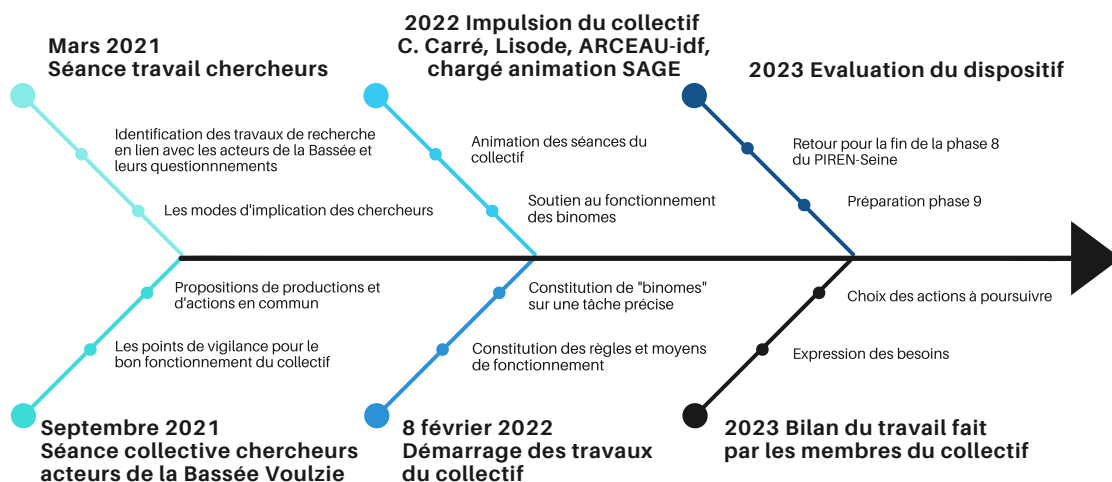 Mars 2021
Séance travail chercheurs
Identification des travaux de recherche
en lien avec les acteurs de la Bassée et
leurs questionnnements
Les modes d'implication des chercheurs
2022 Impulsion du collectif
C. Carré, Lisode, ARCEAU-idf,
chargé animation SAGE
Animation des séances du
collectif
Soutien au fonctionnement
des binomes
2023 Evaluation du dispositif
Retour pour la fin de la phase 8
du PIREN-Seine
Préparation phase 9
Propositions de productions et
d'actions en commun
Les points de vigilance pour le
bon fonctionnement du collectif
Septembre 2021
Séance collective chercheurs
acteurs de la Bassée Voulzie
Constitution de "binomes"
sur une tâche précise
Constitution des règles et moyens
de fonctionnement
8 février 2022
Démarrage des travaux
du collectif
Choix des actions à poursuivre
Expression des besoins
2023 Bilan du travail fait
par les membres du collectif